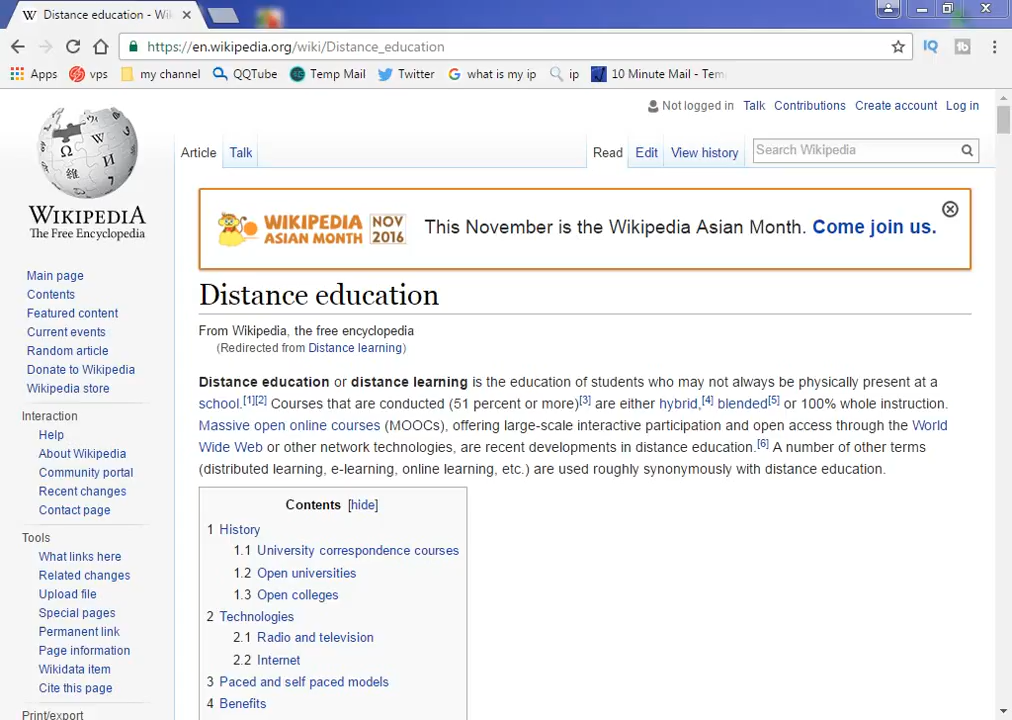 Distance education - Wi
https://en.wikipedia.org/wiki/Distance_education
Apps vps my channel QQTube Temp Mail Twitter what is my ip ip 10 Minute Mail - Tem
Not logged in Talk Contributions Create account Log in
Article Talk Read Edit View history Search Wikipedia
WIKIPEDIA
The Free Encyclopedia
WIKIPEDIA ASIAN MONTH
NOV 2016
This November is the Wikipedia Asian Month. Come join us.
Main page
Contents
Featured content
Current events
Random article
Donate to Wikipedia
Wikipedia store
Interaction
Help
About Wikipedia
Community portal
Recent changes
Contact page
Tools
What links here
Related changes
Upload file
Special pages
Permanent link
Page information
Wikidata item
Cite this page
Print/export
Distance education
From Wikipedia, the free encyclopedia
(Redirected from Distance learning)
Distance education or distance learning is the education of students who may not always be physically present at a
school.[1][2] Courses that are conducted (51 percent or more)[3] are either hybrid,[4] blended[5] or 100% whole instruction.
Massive open online courses (MOOCs), offering large-scale interactive participation and open access through the World
Wide Web or other network technologies, are recent developments in distance education.[6] A number of other terms
(distributed learning, e-learning, online learning, etc.) are used roughly synonymously with distance education.
Contents [hide]
1 History
1.1 University correspondence courses
1.2 Open universities
1.3 Open colleges
2 Technologies
2.1 Radio and television
2.2 Internet
3 Paced and self paced models
4 Benefits